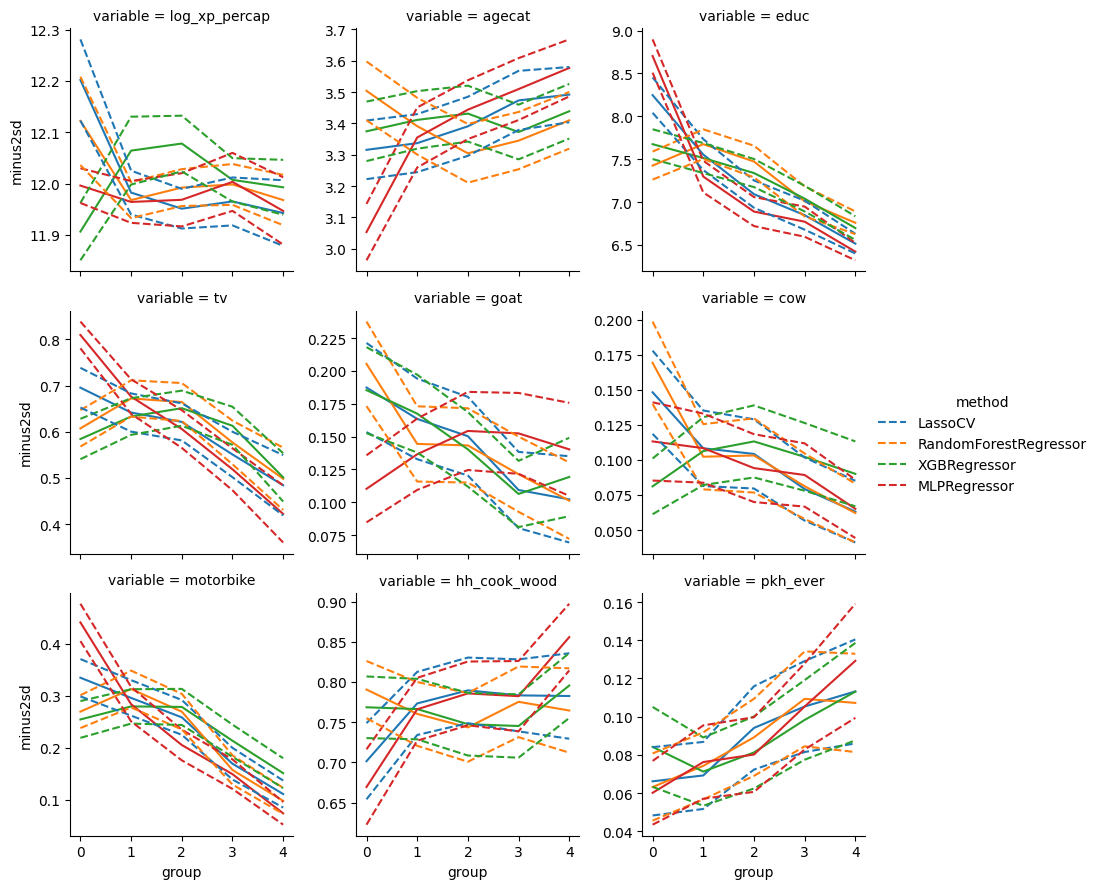 variable = log_xp_percap
variable = agecat
variable = educ
12.3
12.2
12.1
12.0
11.9
minus2sd
3.7
3.6
3.5
3.4
3.3
3.2
3.1
3.0
9.0
8.5
8.0
7.5
7.0
6.5
variable = tv
variable = goat
variable = cow
0.8
0.7
0.6
0.5
0.4
minus2sd
0.225
0.200
0.175
0.150
0.125
0.100
0.075
0.200
0.175
0.150
0.125
0.100
0.075
0.050
method
LassoCV
RandomForestRegressor
XGBRegressor
MLPRegressor
variable = motorbike
variable = hh_cook_wood
variable = pkh_ever
0.4
0.3
0.2
0.1
minus2sd
0.90
0.85
0.80
0.75
0.70
0.65
0.16
0.14
0.12
0.10
0.08
0.06
0.04
0 1 2 3 4
0 1 2 3 4
0 1 2 3 4
group
group
group